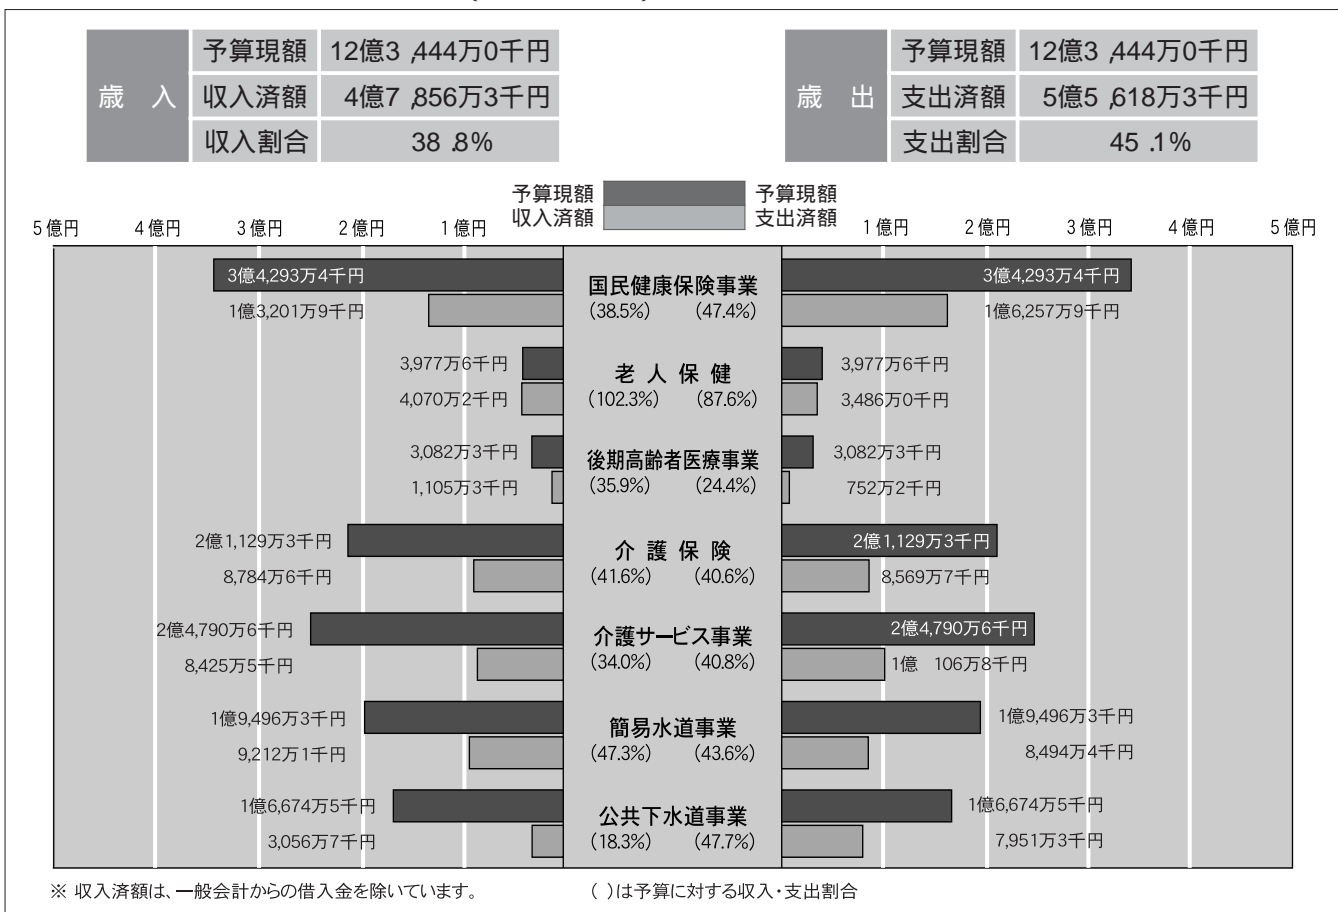 歳 入
予算現額 12億3,444万0千円
収入済額 4億7,856万3千円
収入割合 38.8%
歳 出
予算現額 12億3,444万0千円
支出済額 5億5,618万3千円
支出割合 45.1%
予算現額 予算現額
収入済額 支出済額
5億円 4億円 3億円 2億円 1億円 1億円 2億円 3億円 4億円 5億円
3億4,293万4千円 国民健康保険事業 3億4,293万4千円
1億3,201万9千円 (38.5%) (47.4%) 1億6,257万9千円
3,977万6千円 老人保健 3,977万6千円
4,070万2千円 (102.3%) (87.6%) 3,486万0千円
3,082万3千円 後期高齢者医療事業 3,082万3千円
1,105万3千円 (35.9%) (24.4%) 752万2千円
2億1,129万3千円 介護保険 2億1,129万3千円
8,784万6千円 (41.6%) (40.6%) 8,569万7千円
2億4,790万6千円 介護サービス事業 2億4,790万6千円
8,425万5千円 (34.0%) (40.8%) 1億 106万8千円
1億9,496万3千円 簡易水道事業 1億9,496万3千円
9,212万1千円 (47.3%) (43.6%) 8,494万4千円
1億6,674万5千円 公共下水道事業 1億6,674万5千円
3,056万7千円 (18.3%) (47.7%) 7,951万3千円
※ 収入済額は、一般会計からの借入金を除いています。 ( )は予算に対する収入・支出割合